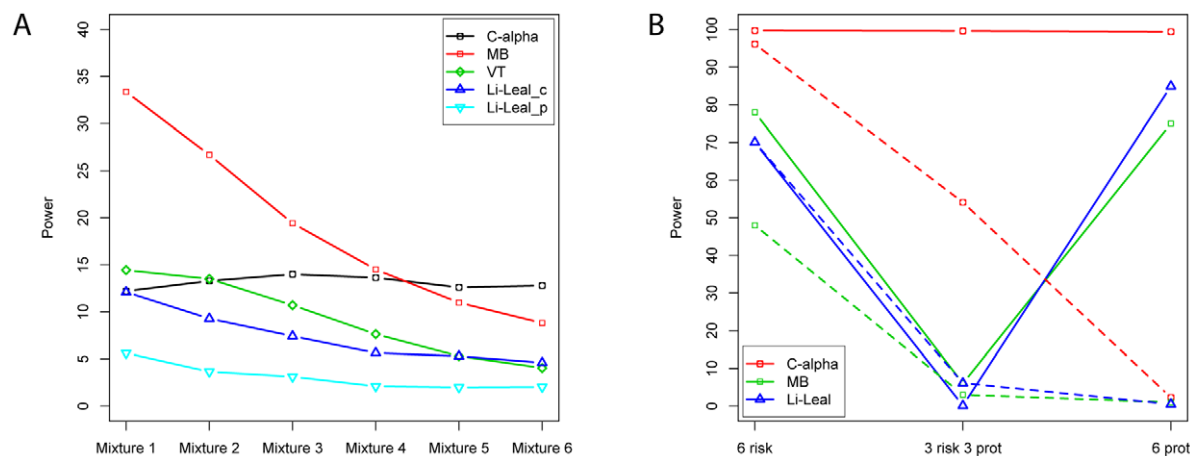 A
Power
40
35
30
25
20
15
10
5
0
C-alpha
MB
VT
Li-Leal_c
Li-Leal_p
Mixture 1 Mixture 2 Mixture 3 Mixture 4 Mixture 5 Mixture 6
B
Power
100
90
80
70
60
50
40
30
20
10
0
C-alpha
MB
Li-Leal
6 risk 3 risk 3 prot 6 prot